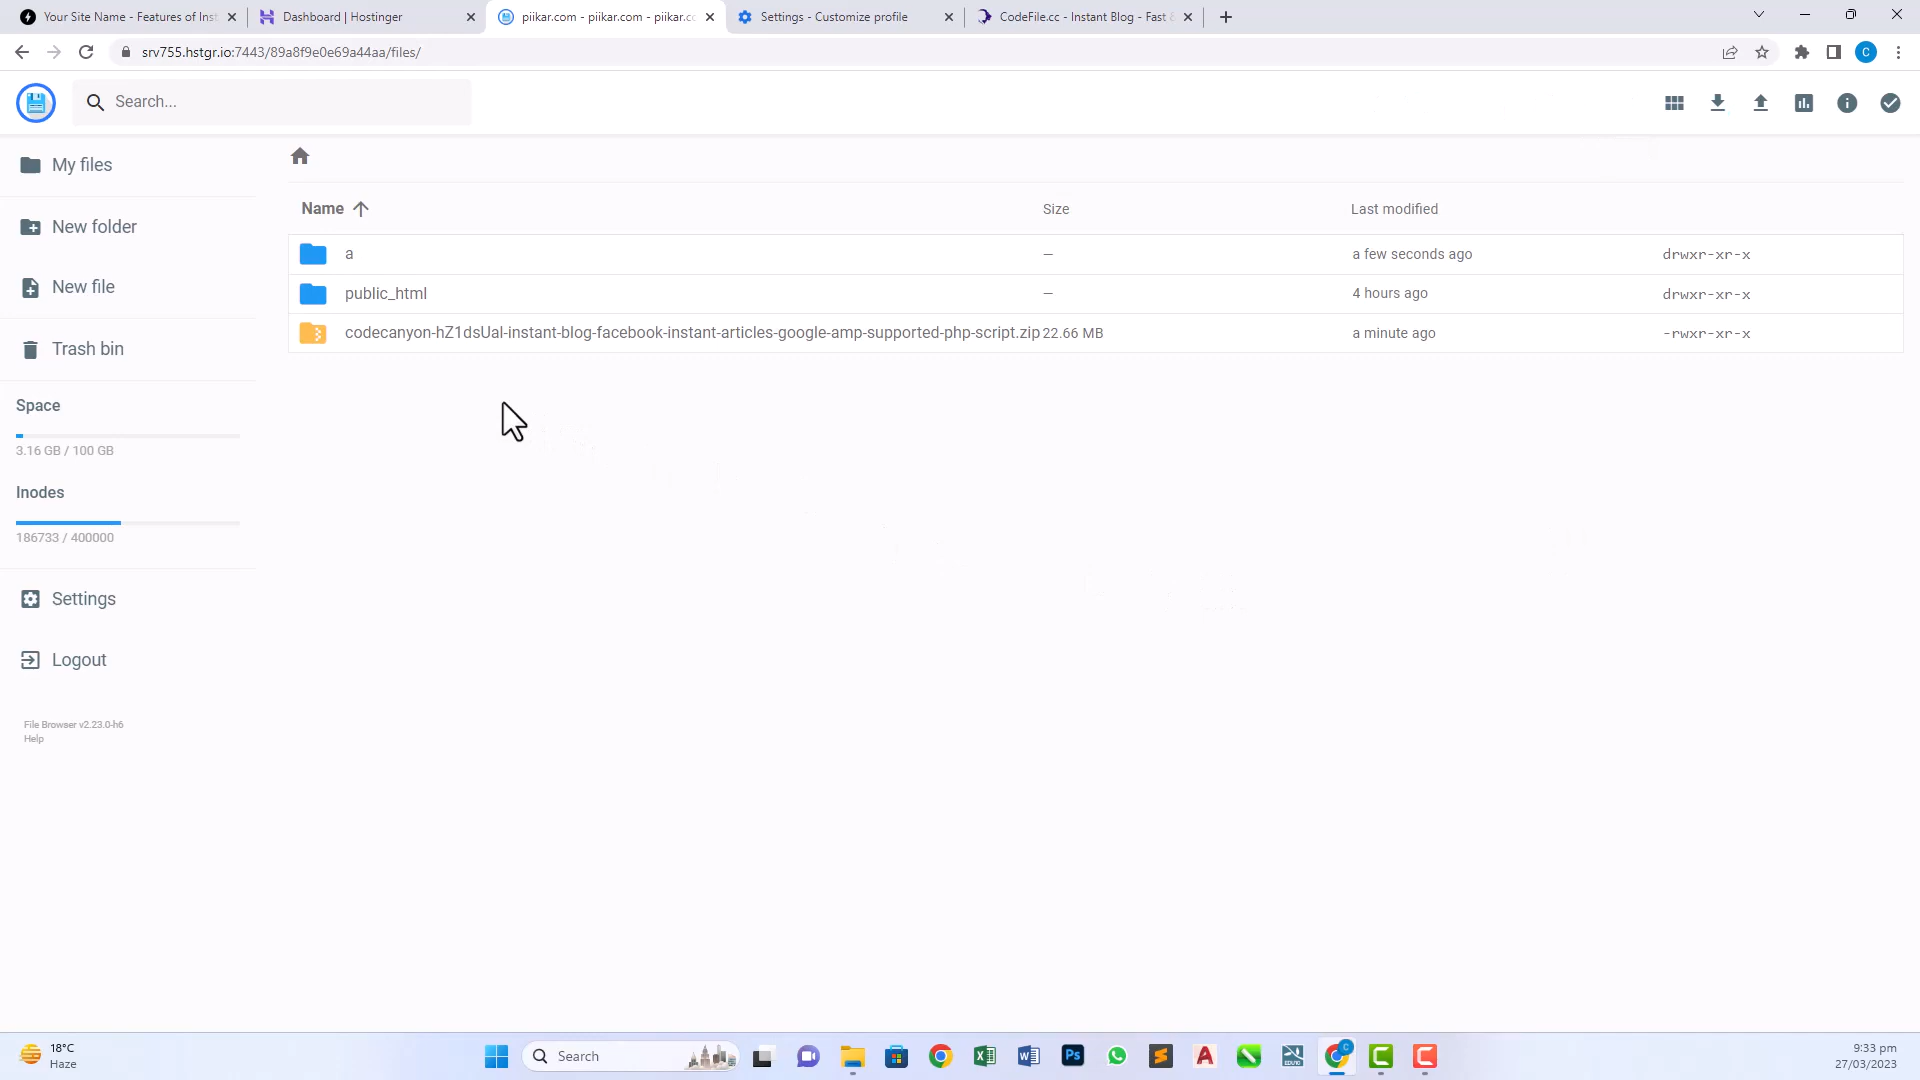 Your Site Name - Features of Inst
Dashboard | Hostinger
piikar.com - piikar.com - piikar.cc
Settings - Customize profile
CodeFile.cc - Instant Blog - Fast &
srv755.hstgr.io:7443/89a8f9e0e69a44aa/files/
C
Search...
My files
New folder
New file
Trash bin
Space
3.16 GB / 100 GB
Inodes
186733 / 400000
Settings
Logout
File Browser v2.23.0-h6
Help
Name Size Last modified
a — a few seconds ago drwxr-xr-x
public_html — 4 hours ago drwxr-xr-x
codecanyon-hZ1dsUal-instant-blog-facebook-instant-articles-google-amp-supported-php-script.zip 22.66 MB a minute ago -rwxr-xr-x
18°C
Haze
Search
Ps
9:33 pm
27/03/2023